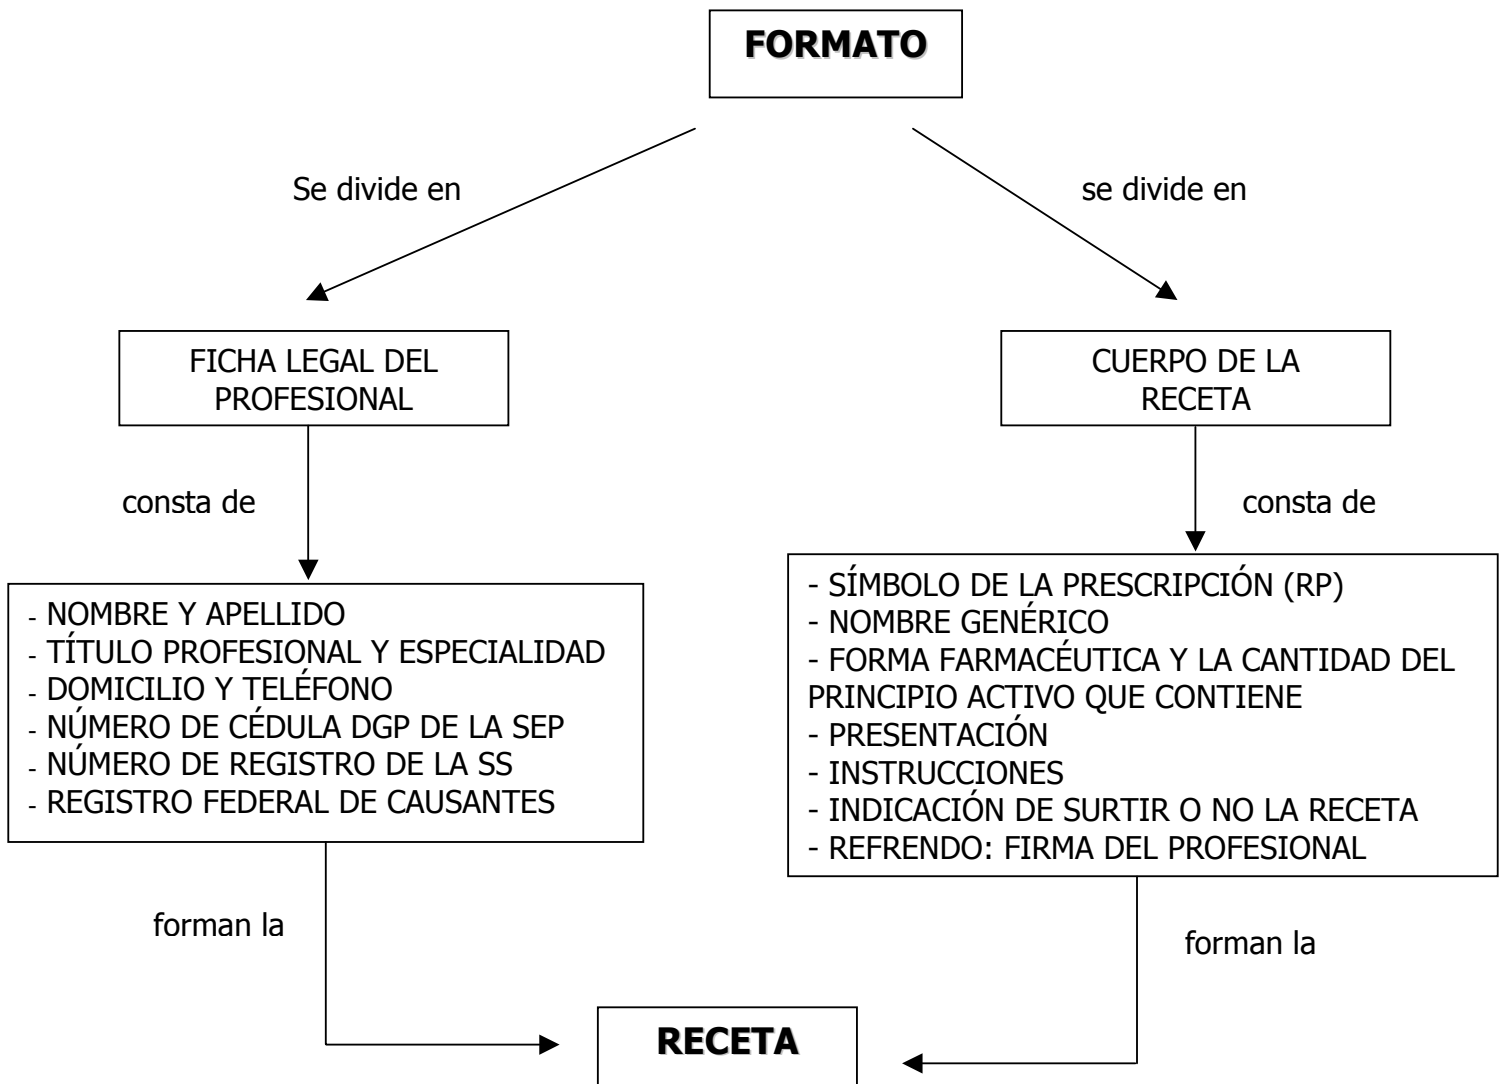 FORMATO
Se divide en
se divide en
FICHA LEGAL DEL
PROFESIONAL
CUERPO DE LA
RECETA
consta de
consta de
- NOMBRE Y APELLIDO
- TÍTULO PROFESIONAL Y ESPECIALIDAD
- DOMICILIO Y TELÉFONO
- NÚMERO DE CÉDULA DGP DE LA SEP
- NÚMERO DE REGISTRO DE LA SS
- REGISTRO FEDERAL DE CAUSANTES
- SÍMBOLO DE LA PRESCRIPCIÓN (RP)
- NOMBRE GENÉRICO
- FORMA FARMACÉUTICA Y LA CANTIDAD DEL
PRINCIPIO ACTIVO QUE CONTIENE
- PRESENTACIÓN
- INSTRUCCIONES
- INDICACIÓN DE SURTIR O NO LA RECETA
- REFRENDO: FIRMA DEL PROFESIONAL
forman la
forman la
RECETA